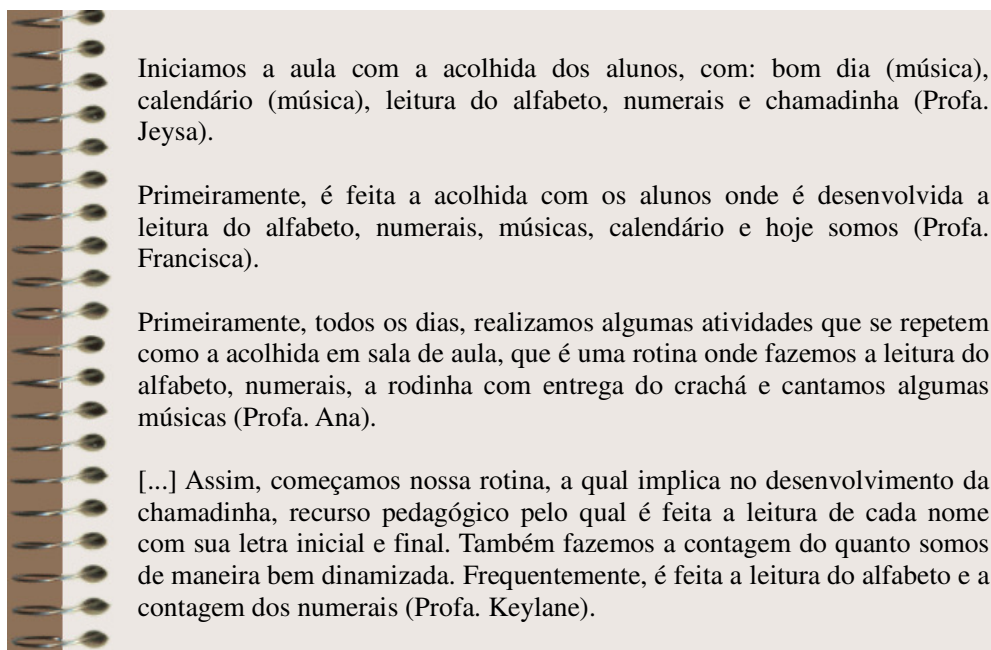 Iniciamos a aula com a acolhida dos alunos, com: bom dia (música),
calendário (música), leitura do alfabeto, numerais e chamadinha (Profa.
Jeysa).
Primeiramente, é feita a acolhida com os alunos onde é desenvolvida a
leitura do alfabeto, numerais, músicas, calendário e hoje somos (Profa.
Francisca).
Primeiramente, todos os dias, realizamos algumas atividades que se repetem
como a acolhida em sala de aula, que é uma rotina onde fazemos a leitura do
alfabeto, numerais, a rodinha com entrega do crachá e cantamos algumas
músicas (Profa. Ana).
[...] Assim, começamos nossa rotina, a qual implica no desenvolvimento da
chamadinha, recurso pedagógico pelo qual é feita a leitura de cada nome
com sua letra inicial e final. Também fazemos a contagem do quanto somos
de maneira bem dinamizada. Frequentemente, é feita a leitura do alfabeto e a
contagem dos numerais (Profa. Keylane).